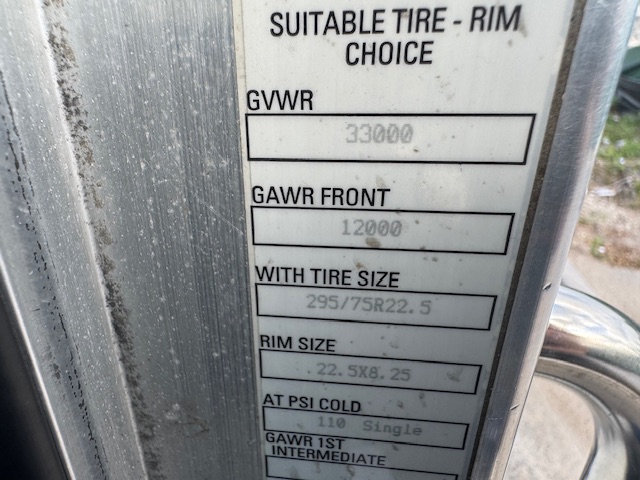 SUITABLE TIRE - RIM
CHOICE
GVWR
33000
GAWR FRONT
12000
WITH TIRE SIZE
295/75R22.5
RIM SIZE
22.5X8.25
AT PSI COLD
110 Single
GAWR 1ST
INTERMEDIATE